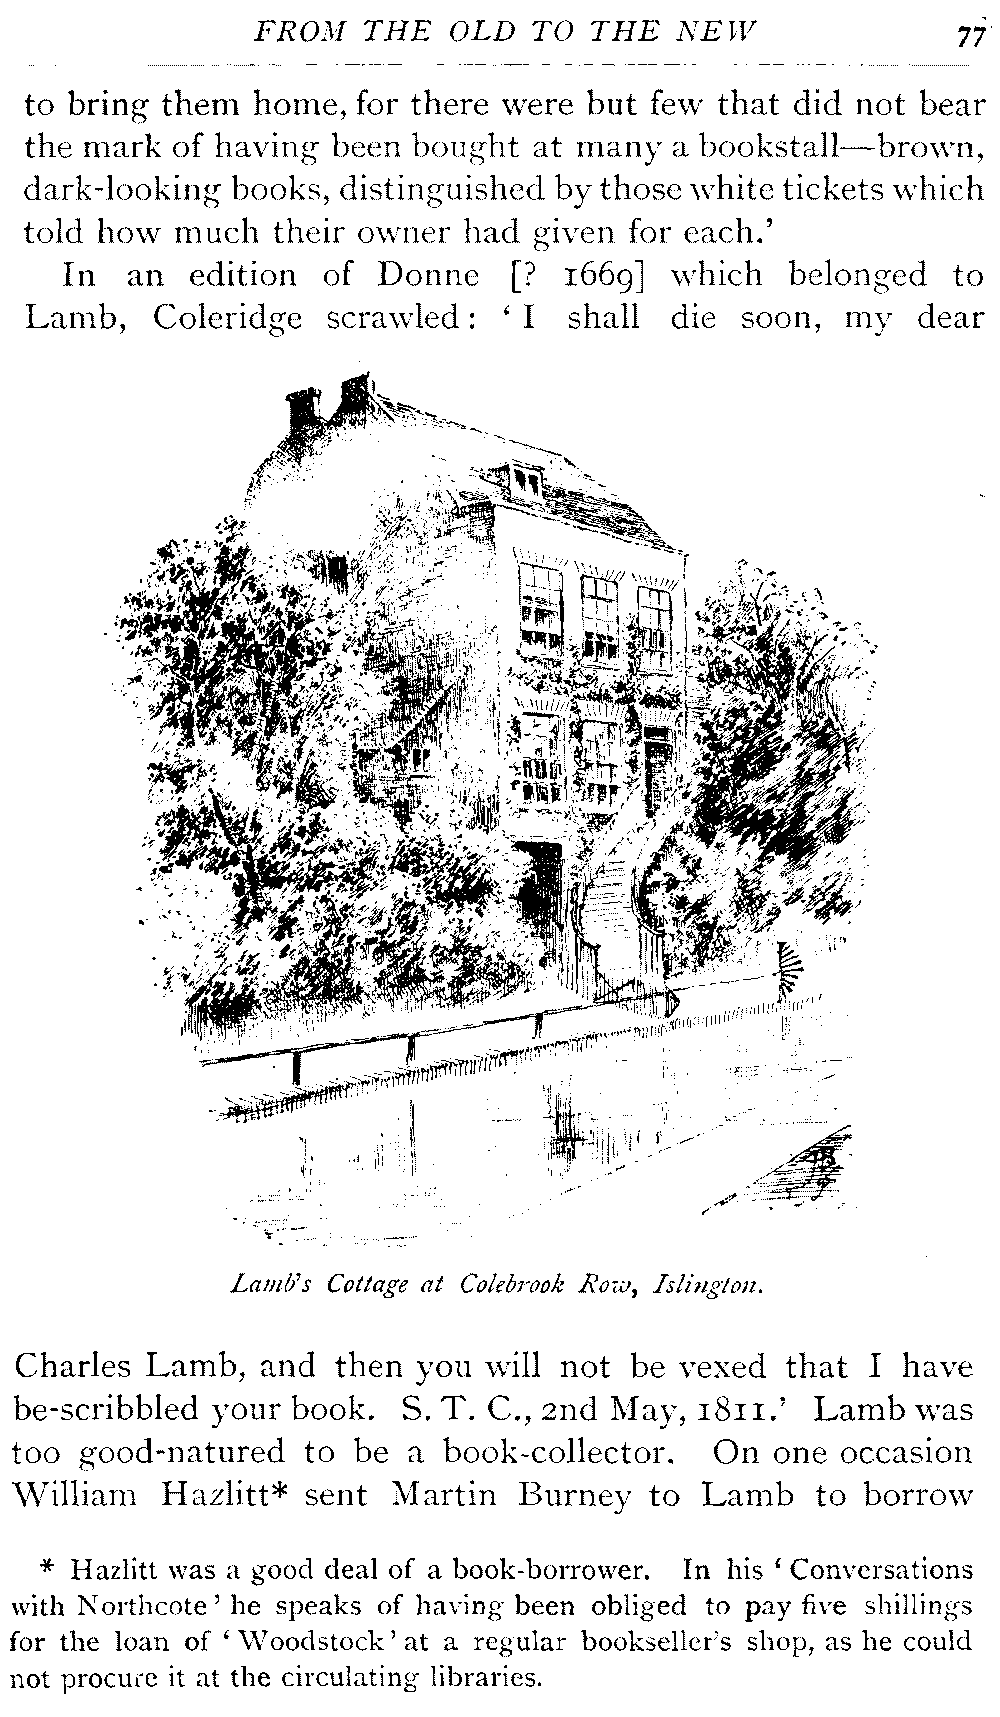 FROM THE OLD TO THE NEW 77
to bring them home, for there were but few that did not bear
the mark of having been bought at many a bookstall—brown,
dark-looking books, distinguished by those white tickets which
told how much their owner had given for each.’
In an edition of Donne [? 1669] which belonged to
Lamb, Coleridge scrawled: ‘I shall die soon, my dear
Lamb’s Cottage at Colebrook Row, Islington.
Charles Lamb, and then you will not be vexed that I have
be-scribbled your book. S. T. C., 2nd May, 1811.’ Lamb was
too good-natured to be a book-collector. On one occasion
William Hazlitt* sent Martin Burney to Lamb to borrow
* Hazlitt was a good deal of a book-borrower. In his ‘Conversations
with Northcote’ he speaks of having been obliged to pay five shillings
for the loan of ‘Woodstock’ at a regular bookseller’s shop, as he could
not procure it at the circulating libraries.